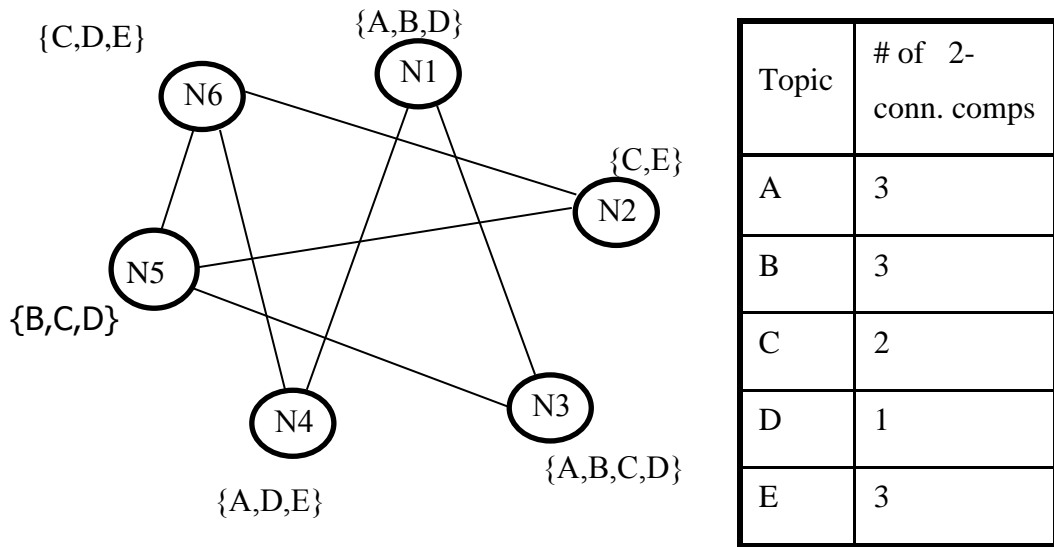 {A,B,D}
{C,D,E}
N1
N6
{C,E}
N2
N5
{B,C,D}
N4
N3
{A,B,C,D}
{A,D,E}
Topic
# of 2-
conn. comps
A 3
B 3
C 2
D 1
E 3